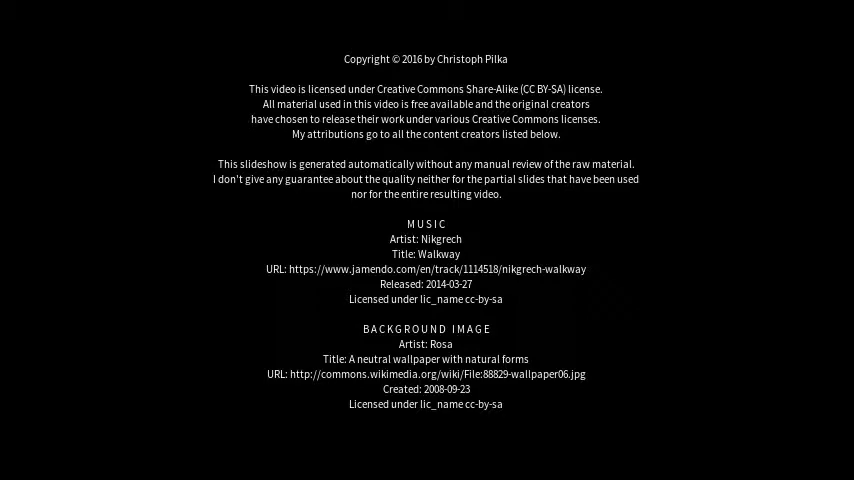 Copyright © 2016 by Christoph Pilka
This video is licensed under Creative Commons Share-Alike (CC BY-SA) license.
All material used in this video is free available and the original creators
have chosen to release their work under various Creative Commons licenses.
My attributions go to all the content creators listed below.
This slideshow is generated automatically without any manual review of the raw material.
I don't give any guarantee about the quality neither for the partial slides that have been used
nor for the entire resulting video.
MUSIC
Artist: Nikgrech
Title: Walkway
URL: https://www.jamendo.com/en/track/1114518/nikgrech-walkway
Released: 2014-03-27
Licensed under lic_name cc-by-sa
BACKGROUND IMAGE
Artist: Rosa
Title: A neutral wallpaper with natural forms
URL: http://commons.wikimedia.org/wiki/File:88829-wallpaper06.jpg
Created: 2008-09-23
Licensed under lic_name cc-by-sa